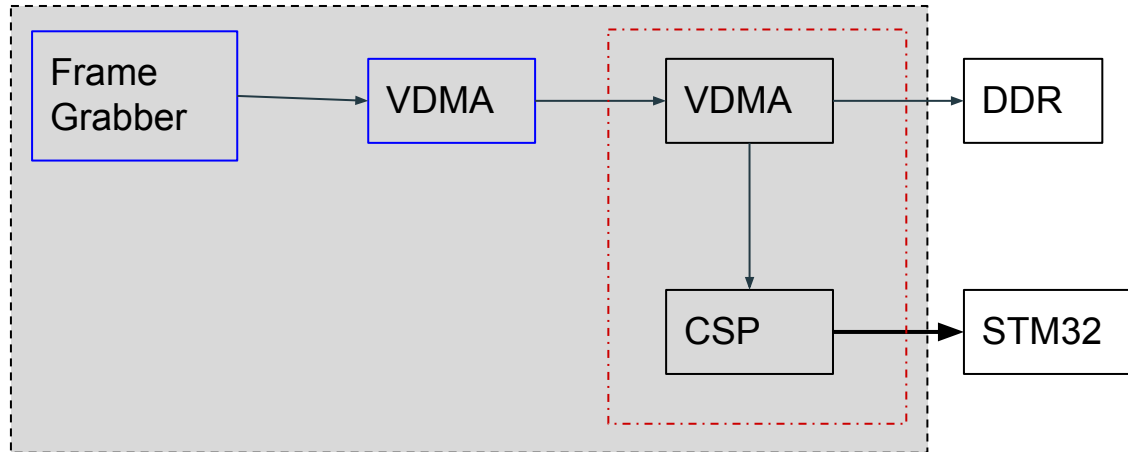 Frame
Grabber
VDMA
VDMA
DDR
CSP
STM32